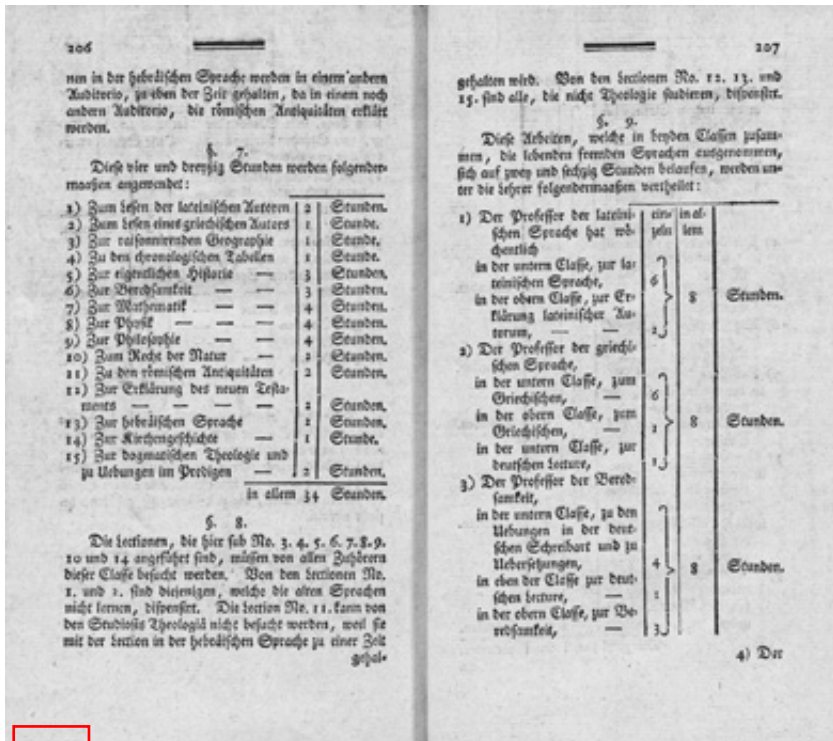 206
nen in der hebräischen Sprache werden in einem andern
Auditorio, zu eben der Zeit gehalten, da in einem noch
andern Auditorio, die römischen Antiquitäten erklärt
werden.
§. 7.
Diese vier und dreyßig Stunden werden folgender-
maaßen angewendet:
1) Zum Lesen der lateinischen Autoren 2 Stunden.
2) Zum Lesen eines griechischen Autors 1 Stunde.
3) Zur raisonnirenden Geographie 1 Stunde.
4) Zu den chronologischen Tabellen 1 Stunde.
5) Zur eigentlichen Historie — 3 Stunden.
6) Zur Beredsamkeit — — 3 Stunden.
7) Zur Mathematik — — 4 Stunden.
8) Zur Physik — — — 4 Stunden.
9) Zur Philosophie — — 4 Stunden.
10) Zum Recht der Natur — 2 Stunden.
11) Zu den römischen Antiquitäten 2 Stunden.
12) Zur Erklärung des neuen Testa-
ments — — — — 2 Stunden.
13) Zur hebräischen Sprache 2 Stunden.
14) Zur Kirchengeschichte — 1 Stunde.
15) Zur dogmatischen Theologie und
zu Uebungen im Predigen — 2 Stunden.
in allem 34 Stunden.
§. 8.
Die Lectionen, die hier sub No. 3. 4. 5. 6. 7. 8. 9.
10 und 14 angeführt sind, müssen von allen Zuhörern
dieser Classe besucht werden. Von den Lectionen No.
1. und 2. sind diejenigen, welche die alten Sprachen
nicht lernen, dispensirt. Die Lection No. 11. kann von
den Studiosis Theologiä nicht besucht werden, weil sie
mit der Lection in der hebräischen Sprache zu einer Zeit
gehal-
207
gehalten wird. Von den Lectionen No. 12. 13. und
15. sind alle, die nicht Theologie studieren, dispensirt.
§. 9.
Diese Arbeiten, welche in beyden Classen zusam-
men, die lebenden fremden Sprachen ausgenommen,
sich auf zwey und sechzig Stunden belaufen, werden un-
ter die Lehrer folgendermaaßen vertheilet:
1) Der Professor der lateini- ein- in al-
schen Sprache hat wö- zeln lem
chentlich
in der untern Classe, zur la-
teinischen Sprache, 6
in der obern Classe, zur Er- 8 Stunden.
klärung lateinischer Au-
torum, — — 2
2) Der Professor der griechi-
schen Sprache,
in der untern Classe, zum
Griechischen, — 6
in der obern Classe, zum
Griechischen, — 1 8 Stunden.
in der untern Classe, zur
deutschen Lecture, 1
3) Der Professor der Bered-
samkeit,
in der untern Classe, zu den
Uebungen in der deut-
schen Schreibart und zu
Uebersetzungen, 4 8 Stunden.
in eben der Classe zur deut-
schen Lecture, — 1
in der obern Classe, zur Be-
redsamkeit, — 3
4) Der